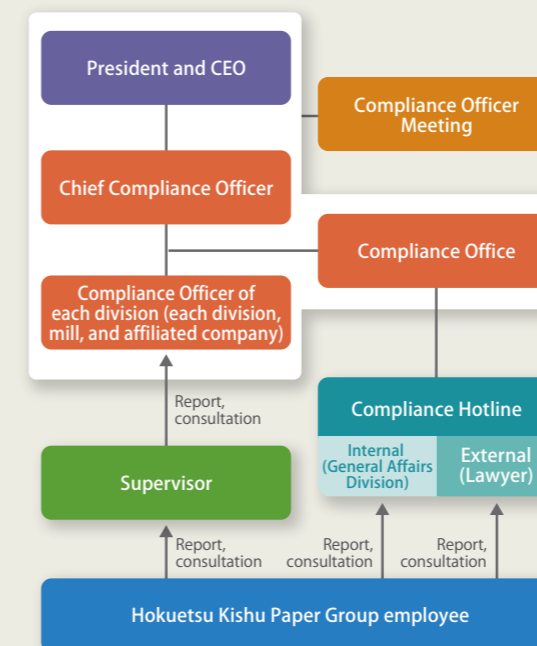 President and CEO
Compliance Officer
Meeting
Chief Compliance Officer
Compliance Office
Compliance Officer of
each division (each division,
mill, and affiliated company)
Report,
consultation
Compliance Hotline
Internal
(General Affairs
Division)
External
(Lawyer)
Supervisor
Report,
consultation
Report,
consultation
Report,
consultation
Hokuetsu Kishu Paper Group employee